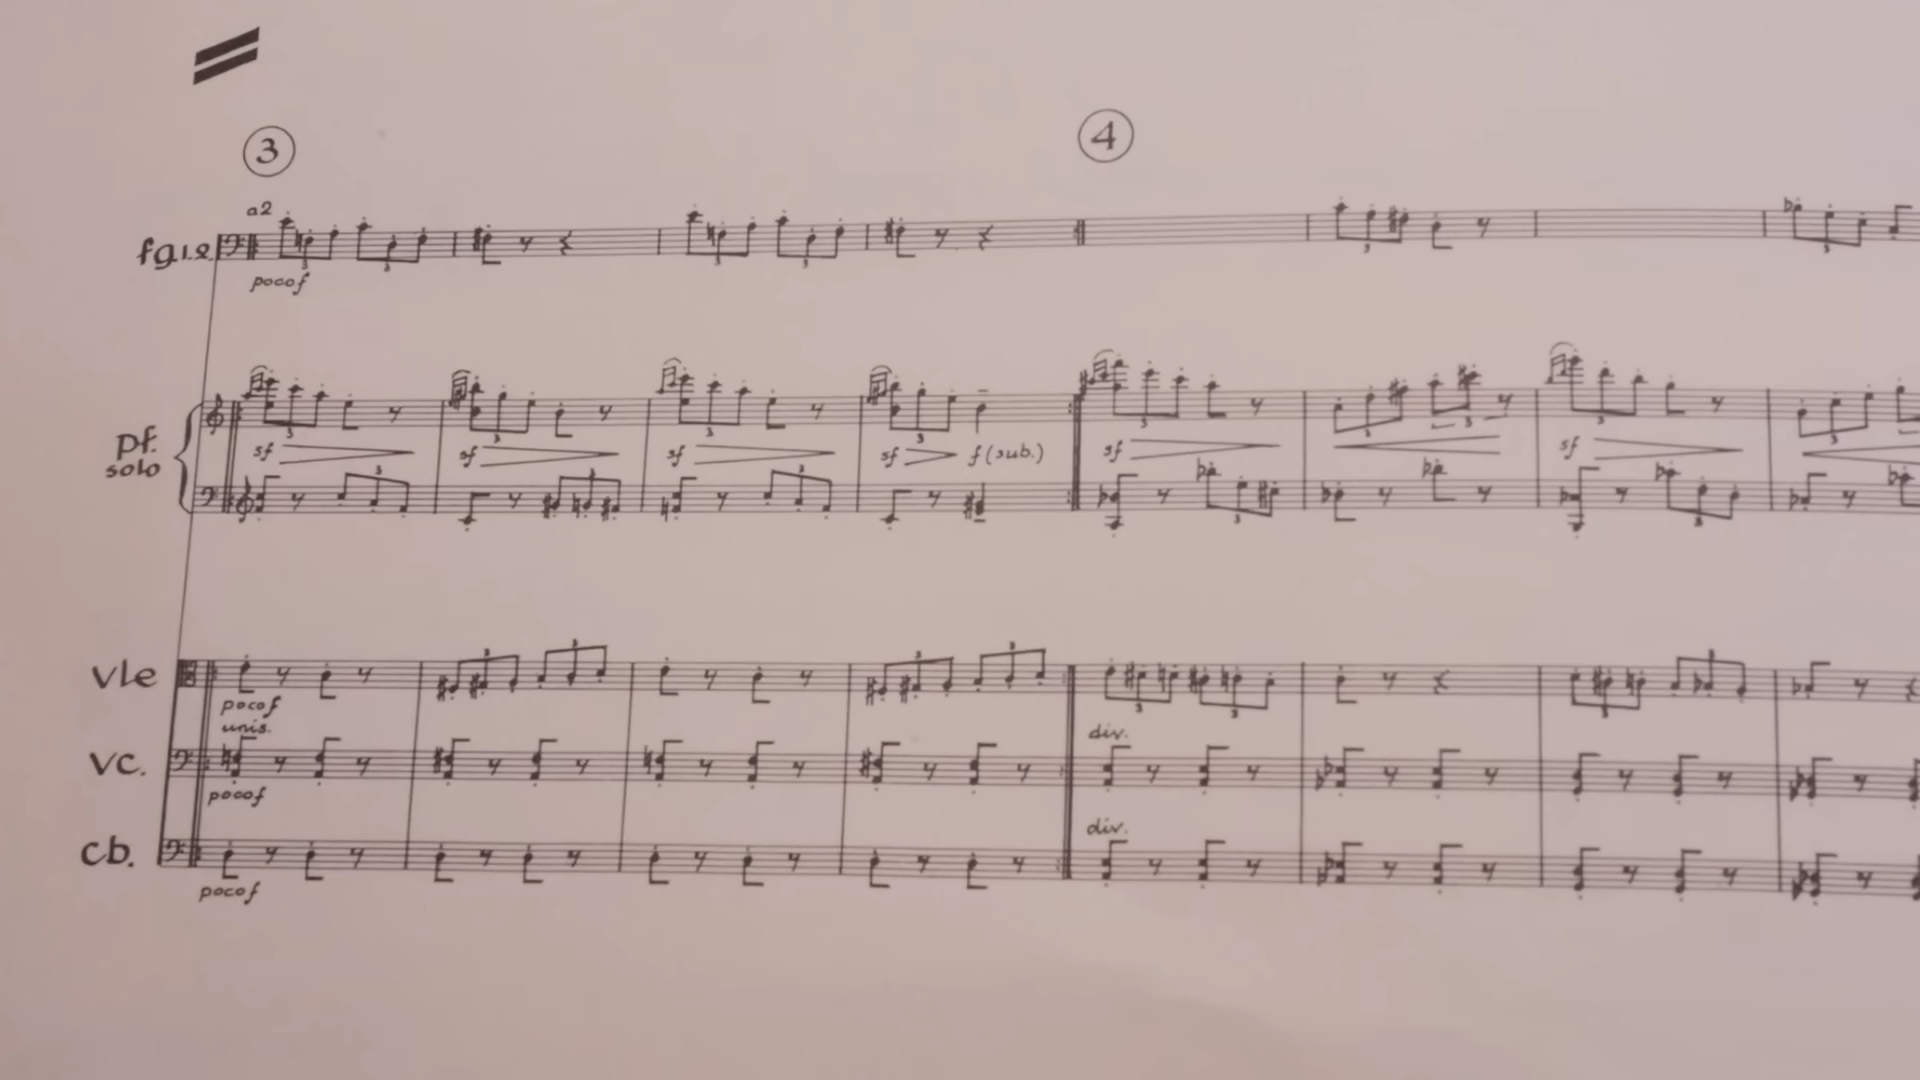 3 4
a2
fg 1.2.
poco f
pf.
solo
sf sf sf sf f (sub.) sf sf
vle
poco f
unis. div.
vc.
poco f
div.
cb.
poco f